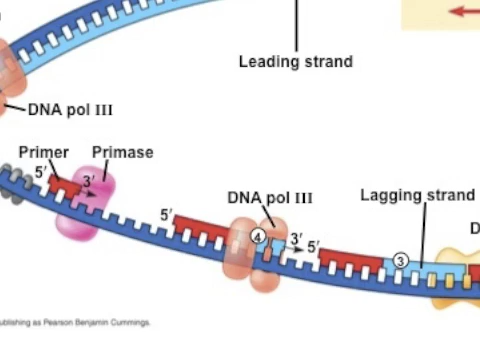 Leading strand
DNA pol III
Primer
Primase
5′
3′
DNA pol III
Lagging strand
5′
4
3′
5′
3
D
ublishing as Pearson Benjamin Cummings.